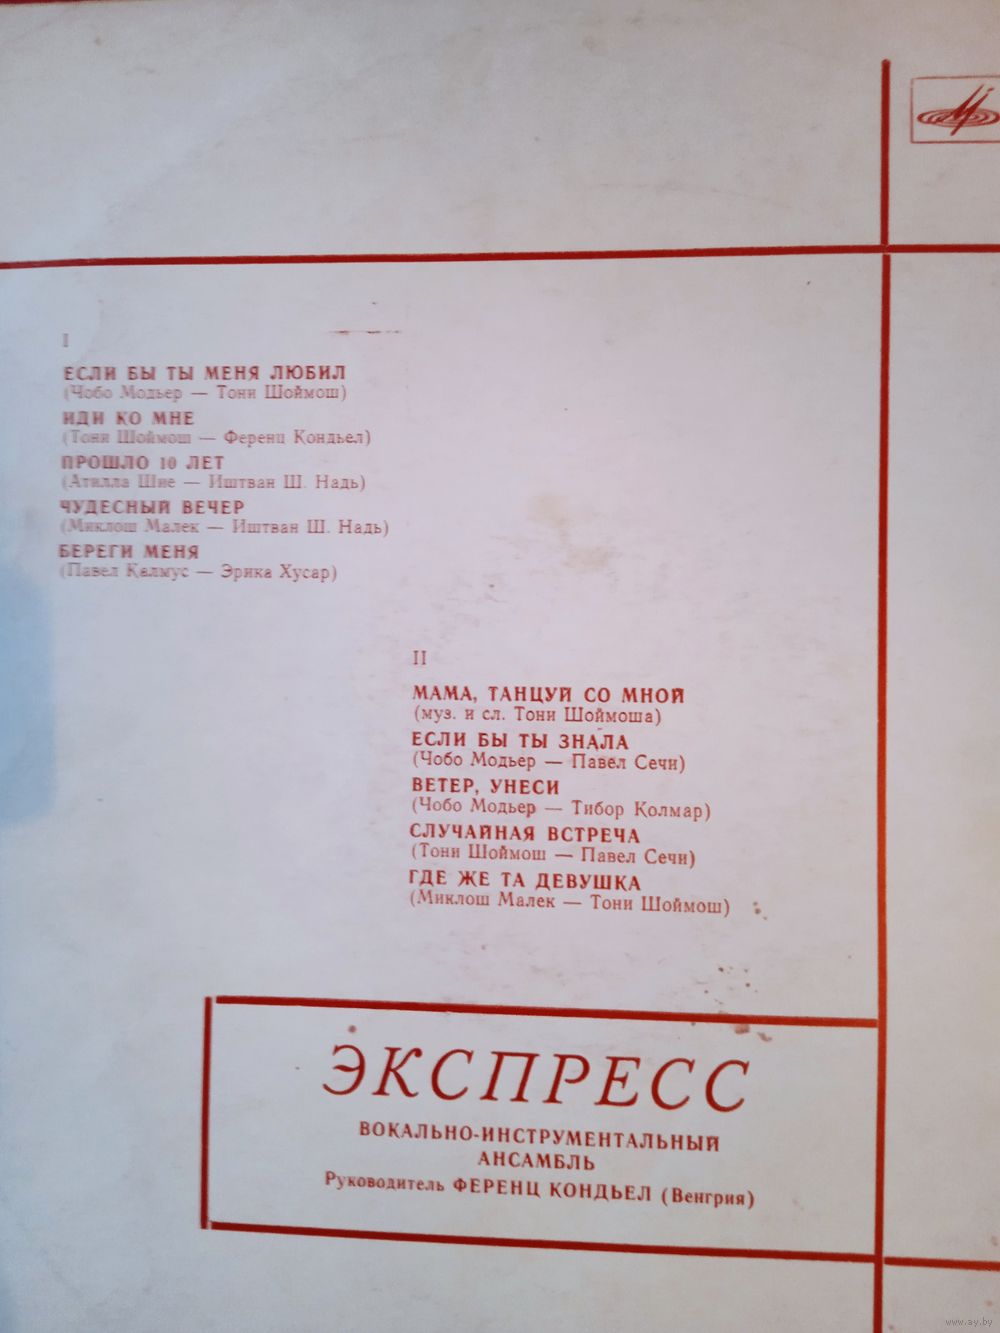 I
ЕСЛИ БЫ ТЫ МЕНЯ ЛЮБИЛ
(Чобо Модьер — Тони Шоймош)
ИДИ КО МНЕ
(Тони Шоймош — Ференц Кондьел)
ПРОШЛО 10 ЛЕТ
(Атилла Шие — Иштван Ш. Надь)
ЧУДЕСНЫЙ ВЕЧЕР
(Миклош Малек — Иштван Ш. Надь)
БЕРЕГИ МЕНЯ
(Павел Калмус — Эрика Хусар)
II
МАМА, ТАНЦУЙ СО МНОЙ
(муз. и сл. Тони Шоймоша)
ЕСЛИ БЫ ТЫ ЗНАЛА
(Чобо Модьер — Павел Сечи)
ВЕТЕР, УНЕСИ
(Чобо Модьер — Тибор Колмар)
СЛУЧАЙНАЯ ВСТРЕЧА
(Тони Шоймош — Павел Сечи)
ГДЕ ЖЕ ТА ДЕВУШКА
(Миклош Малек — Тони Шоймош)
ЭКСПРЕСС
ВОКАЛЬНО-ИНСТРУМЕНТАЛЬНЫЙ
АНСАМБЛЬ
Руководитель ФЕРЕНЦ КОНДЬЕЛ (Венгрия)
www.ay.by